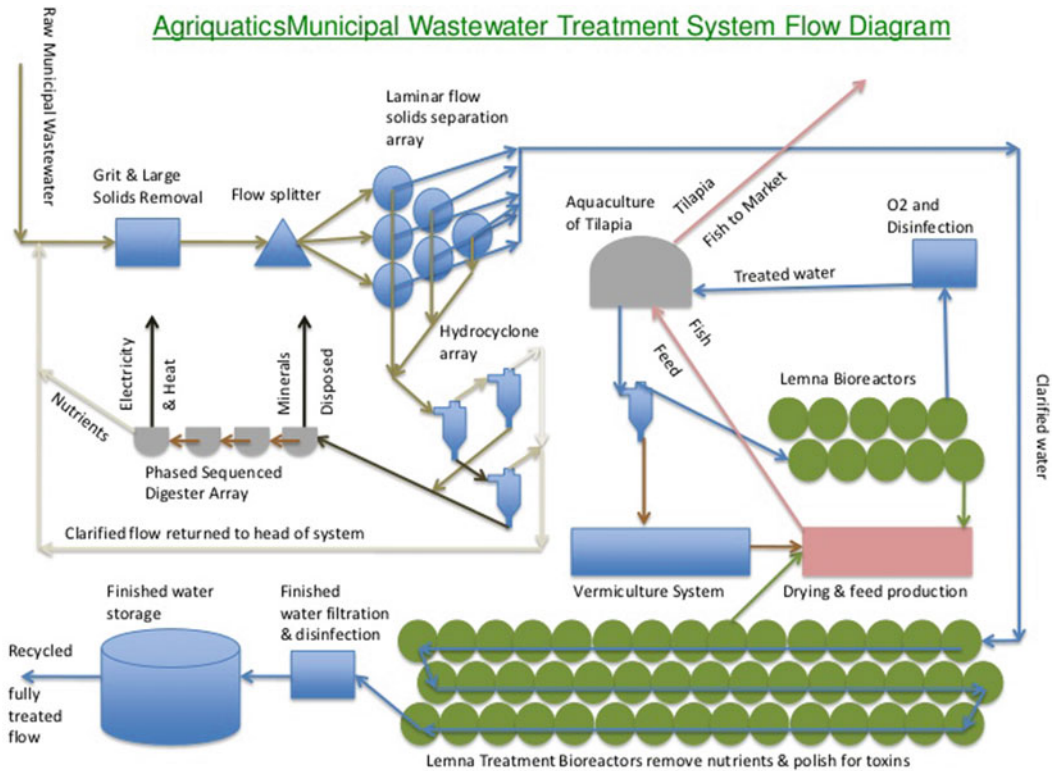 AgriquaticsMunicipal Wastewater Treatment System Flow Diagram
Raw Municipal Wastewater
Grit & Large
Solids Removal
Flow splitter
Laminar flow
solids separation
array
Tilapia
Fish to Market
Aquaculture
of Tilapia
O2 and
Disinfection
Treated water
Hydrocyclone
array
Fish
Feed
Electricity
& Heat
Minerals
Disposed
Nutrients
Lemna Bioreactors
Clarified water
Phased Sequenced
Digester Array
Clarified flow returned to head of system
Vermiculture System
Drying & feed production
Finished water
storage
Finished
water filtration
& disinfection
Recycled
fully
treated
flow
Lemna Treatment Bioreactors remove nutrients & polish for toxins